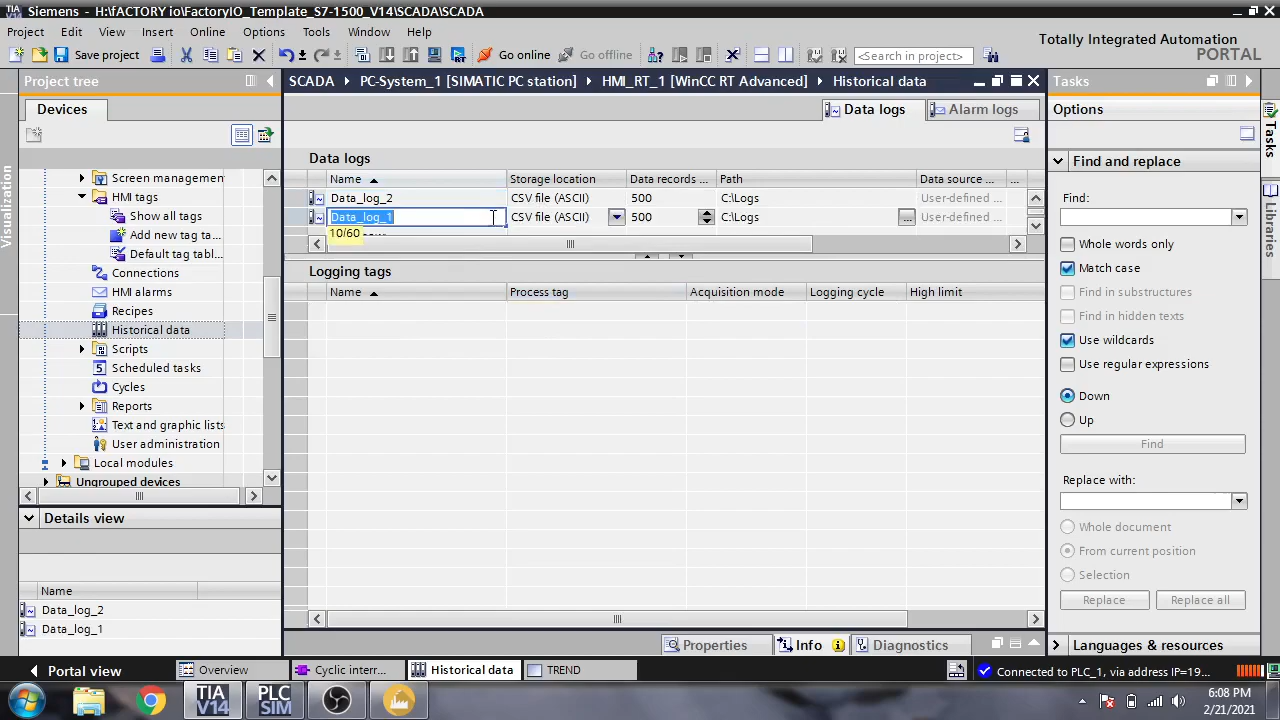 TIA
V14
Siemens - H:\fACTORY io\FactoryIO_Template_S7-1500_V14\SCADA\SCADA
Project Edit View Insert Online Options Tools Window Help
Totally Integrated Automation
PORTAL
Save project
Go online
Go offline
<Search in project>
Project tree
SCADA
PC-System_1 [SIMATIC PC station]
HMI_RT_1 [WinCC RT Advanced]
Historical data
Tasks
Devices
Data logs
Alarm logs
Options
Screen management
HMI tags
Show all tags
Add new tag ta...
Default tag tabl...
Connections
HMI alarms
Recipes
Historical data
Scripts
Scheduled tasks
Cycles
Reports
Text and graphic lists
User administration
Local modules
Ungrouped devices
Details view
Name
Data_log_2
Data_log_1
Data logs
Name Storage location Data records ... Path Data source ... ...
Data_log_2 CSV file (ASCII) 500 C:\Logs User-defined ...
Data_log_1 CSV file (ASCII) 500 C:\Logs ... User-defined ...
10/60
Logging tags
Name Process tag Acquisition mode Logging cycle High limit
Find and replace
Find:
Whole words only
Match case
Find in substructures
Find in hidden texts
Use wildcards
Use regular expressions
Down
Up
Find
Replace with:
Whole document
From current position
Selection
Replace Replace all
Languages & resources
Tasks
Libraries
Visualization
Properties
Info
Diagnostics
Portal view
Overview
Cyclic interr...
Historical data
TREND
Connected to PLC_1, via address IP=19...
TIA
V14
PLC
SIM
6:08 PM
2/21/2021